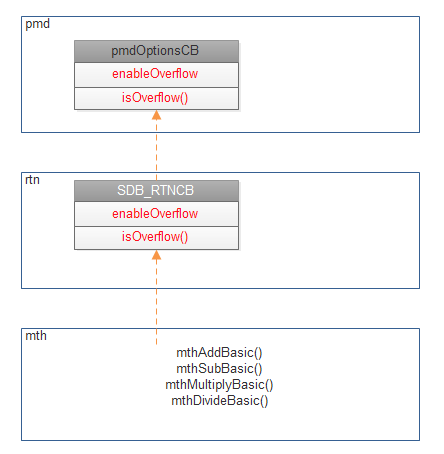 pmd
pmdOptionsCB
enableOverflow
isOverflow()
rtn
SDB_RTNCB
enableOverflow
isOverflow()
mth
mthAddBasic()
mthSubBasic()
mthMultiplyBasic()
mthDivideBasic()